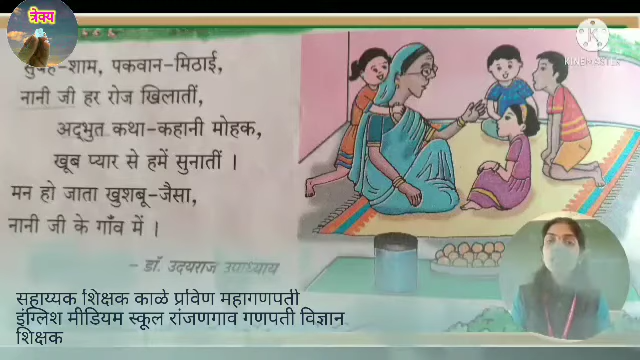 त्रैक्य
KINEMASTER
सुबह-शाम, पकवान-मिठाई,
नानी जी हर रोज खिलातीं,
अद्भुत कथा-कहानी मोहक,
खूब प्यार से हमें सुनातीं ।
मन हो जाता खुशबू-जैसा,
नानी जी के गाँव में ।
- डॉ. उदयराज उपाध्याय
सहाय्यक शिक्षक काळे प्रविण महागणपती
इंग्लिश मीडियम स्कूल रांजणगाव गणपती विज्ञान
शिक्षक